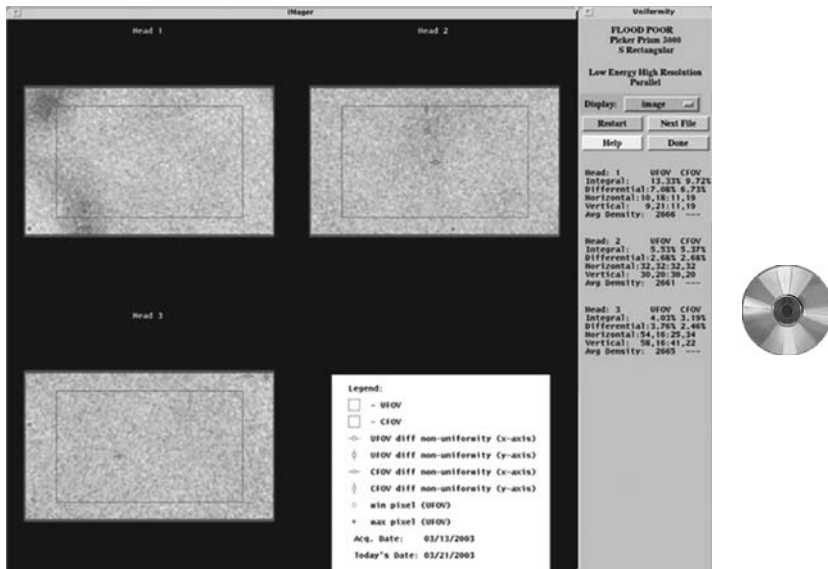 iMager
Head 1
Head 2
Head 3
Legend:
- UFOV
- CFOV
UFOV diff non-uniformity (x-axis)
UFOV diff non-uniformity (y-axis)
CFOV diff non-uniformity (x-axis)
CFOV diff non-uniformity (y-axis)
min pixel (UFOV)
max pixel (UFOV)
Acq. Date: 03/13/2003
Today's Date: 03/21/2003
Uniformity
FLOOD POOR
Picker Prism 3000
S Rectangular
Low Energy High Resolution
Parallel
Display: image
Restart Next File
Help Done
Head: 1 UFOV CFOV
Integral: 13.33% 9.72%
Differential:7.08% 6.73%
Horizontal:10,18:11,19
Vertical: 9,21:11,19
Avg Density: 2666 ---
Head: 2 UFOV CFOV
Integral: 5.53% 5.37%
Differential:2.68% 2.68%
Horizontal:32,32:32,32
Vertical: 30,20:30,20
Avg Density: 2661 ---
Head: 3 UFOV CFOV
Integral: 4.03% 3.19%
Differential:3.76% 2.46%
Horizontal:54,16:25,34
Vertical: 58,16:41,22
Avg Density: 2665 ---